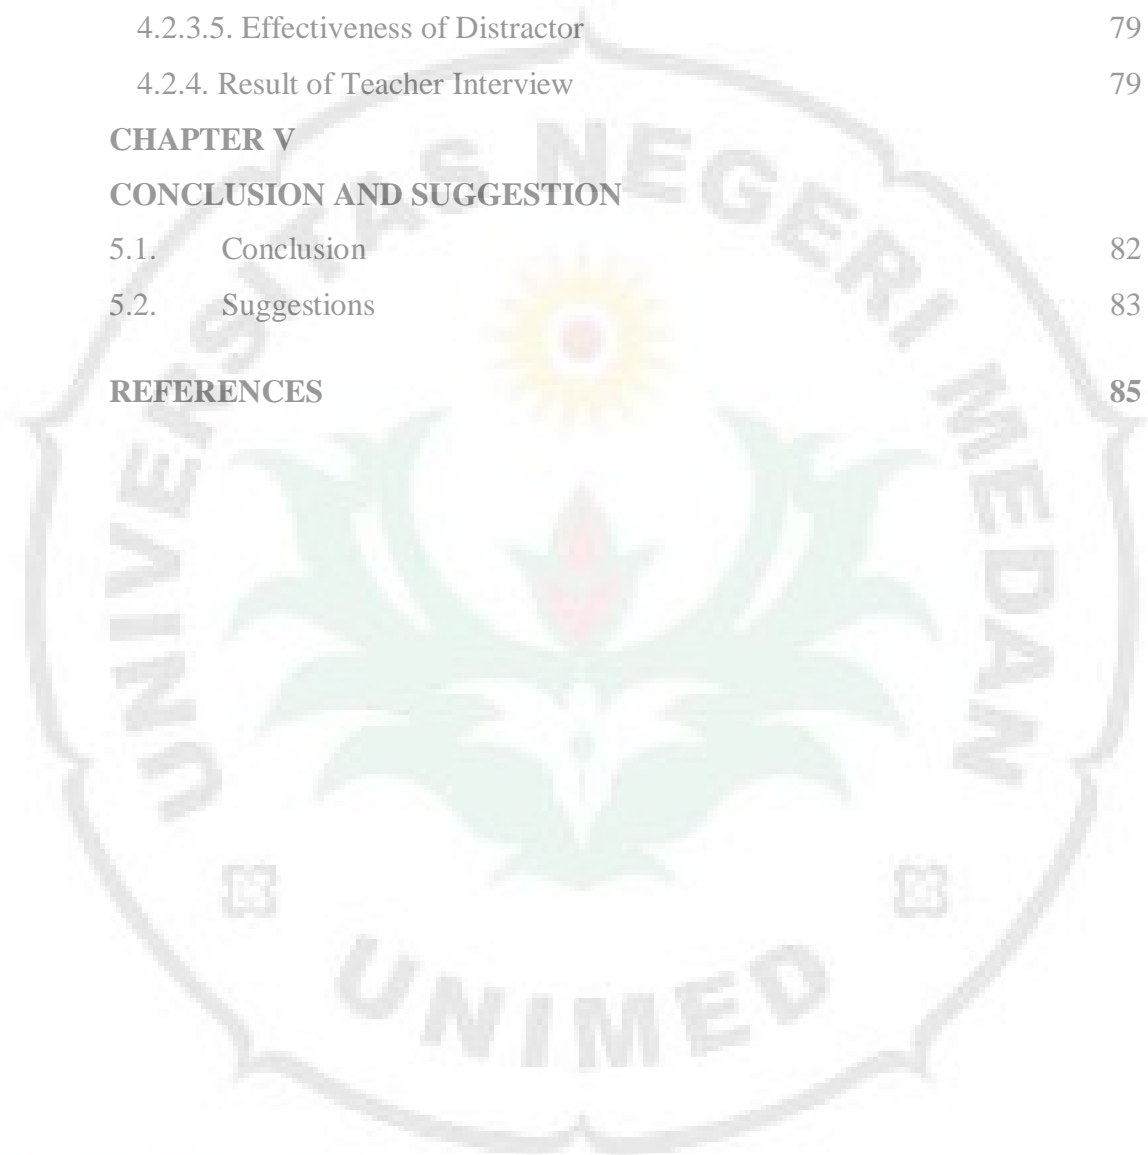 4.2.3.5. Effectiveness of Distractor 79
4.2.4. Result of Teacher Interview 79
CHAPTER V
CONCLUSION AND SUGGESTION
5.1. Conclusion 82
5.2. Suggestions 83
REFERENCES 85
UNIVERSITAS NEGERI MEDAN
UNIMED